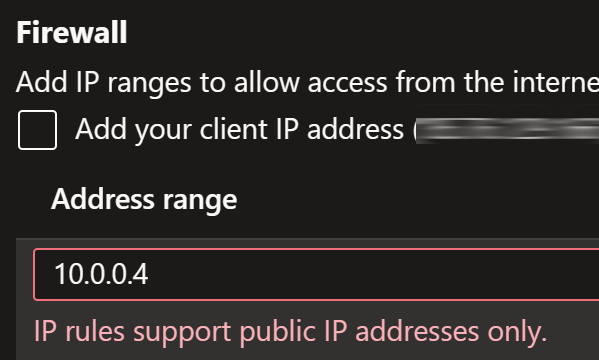 Firewall
Add IP ranges to allow access from the interne
Add your client IP address (
Address range
10.0.0.4
IP rules support public IP addresses only.